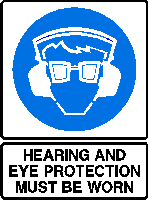 HEARING AND
EYE PROTECTION
MUST BE WORN